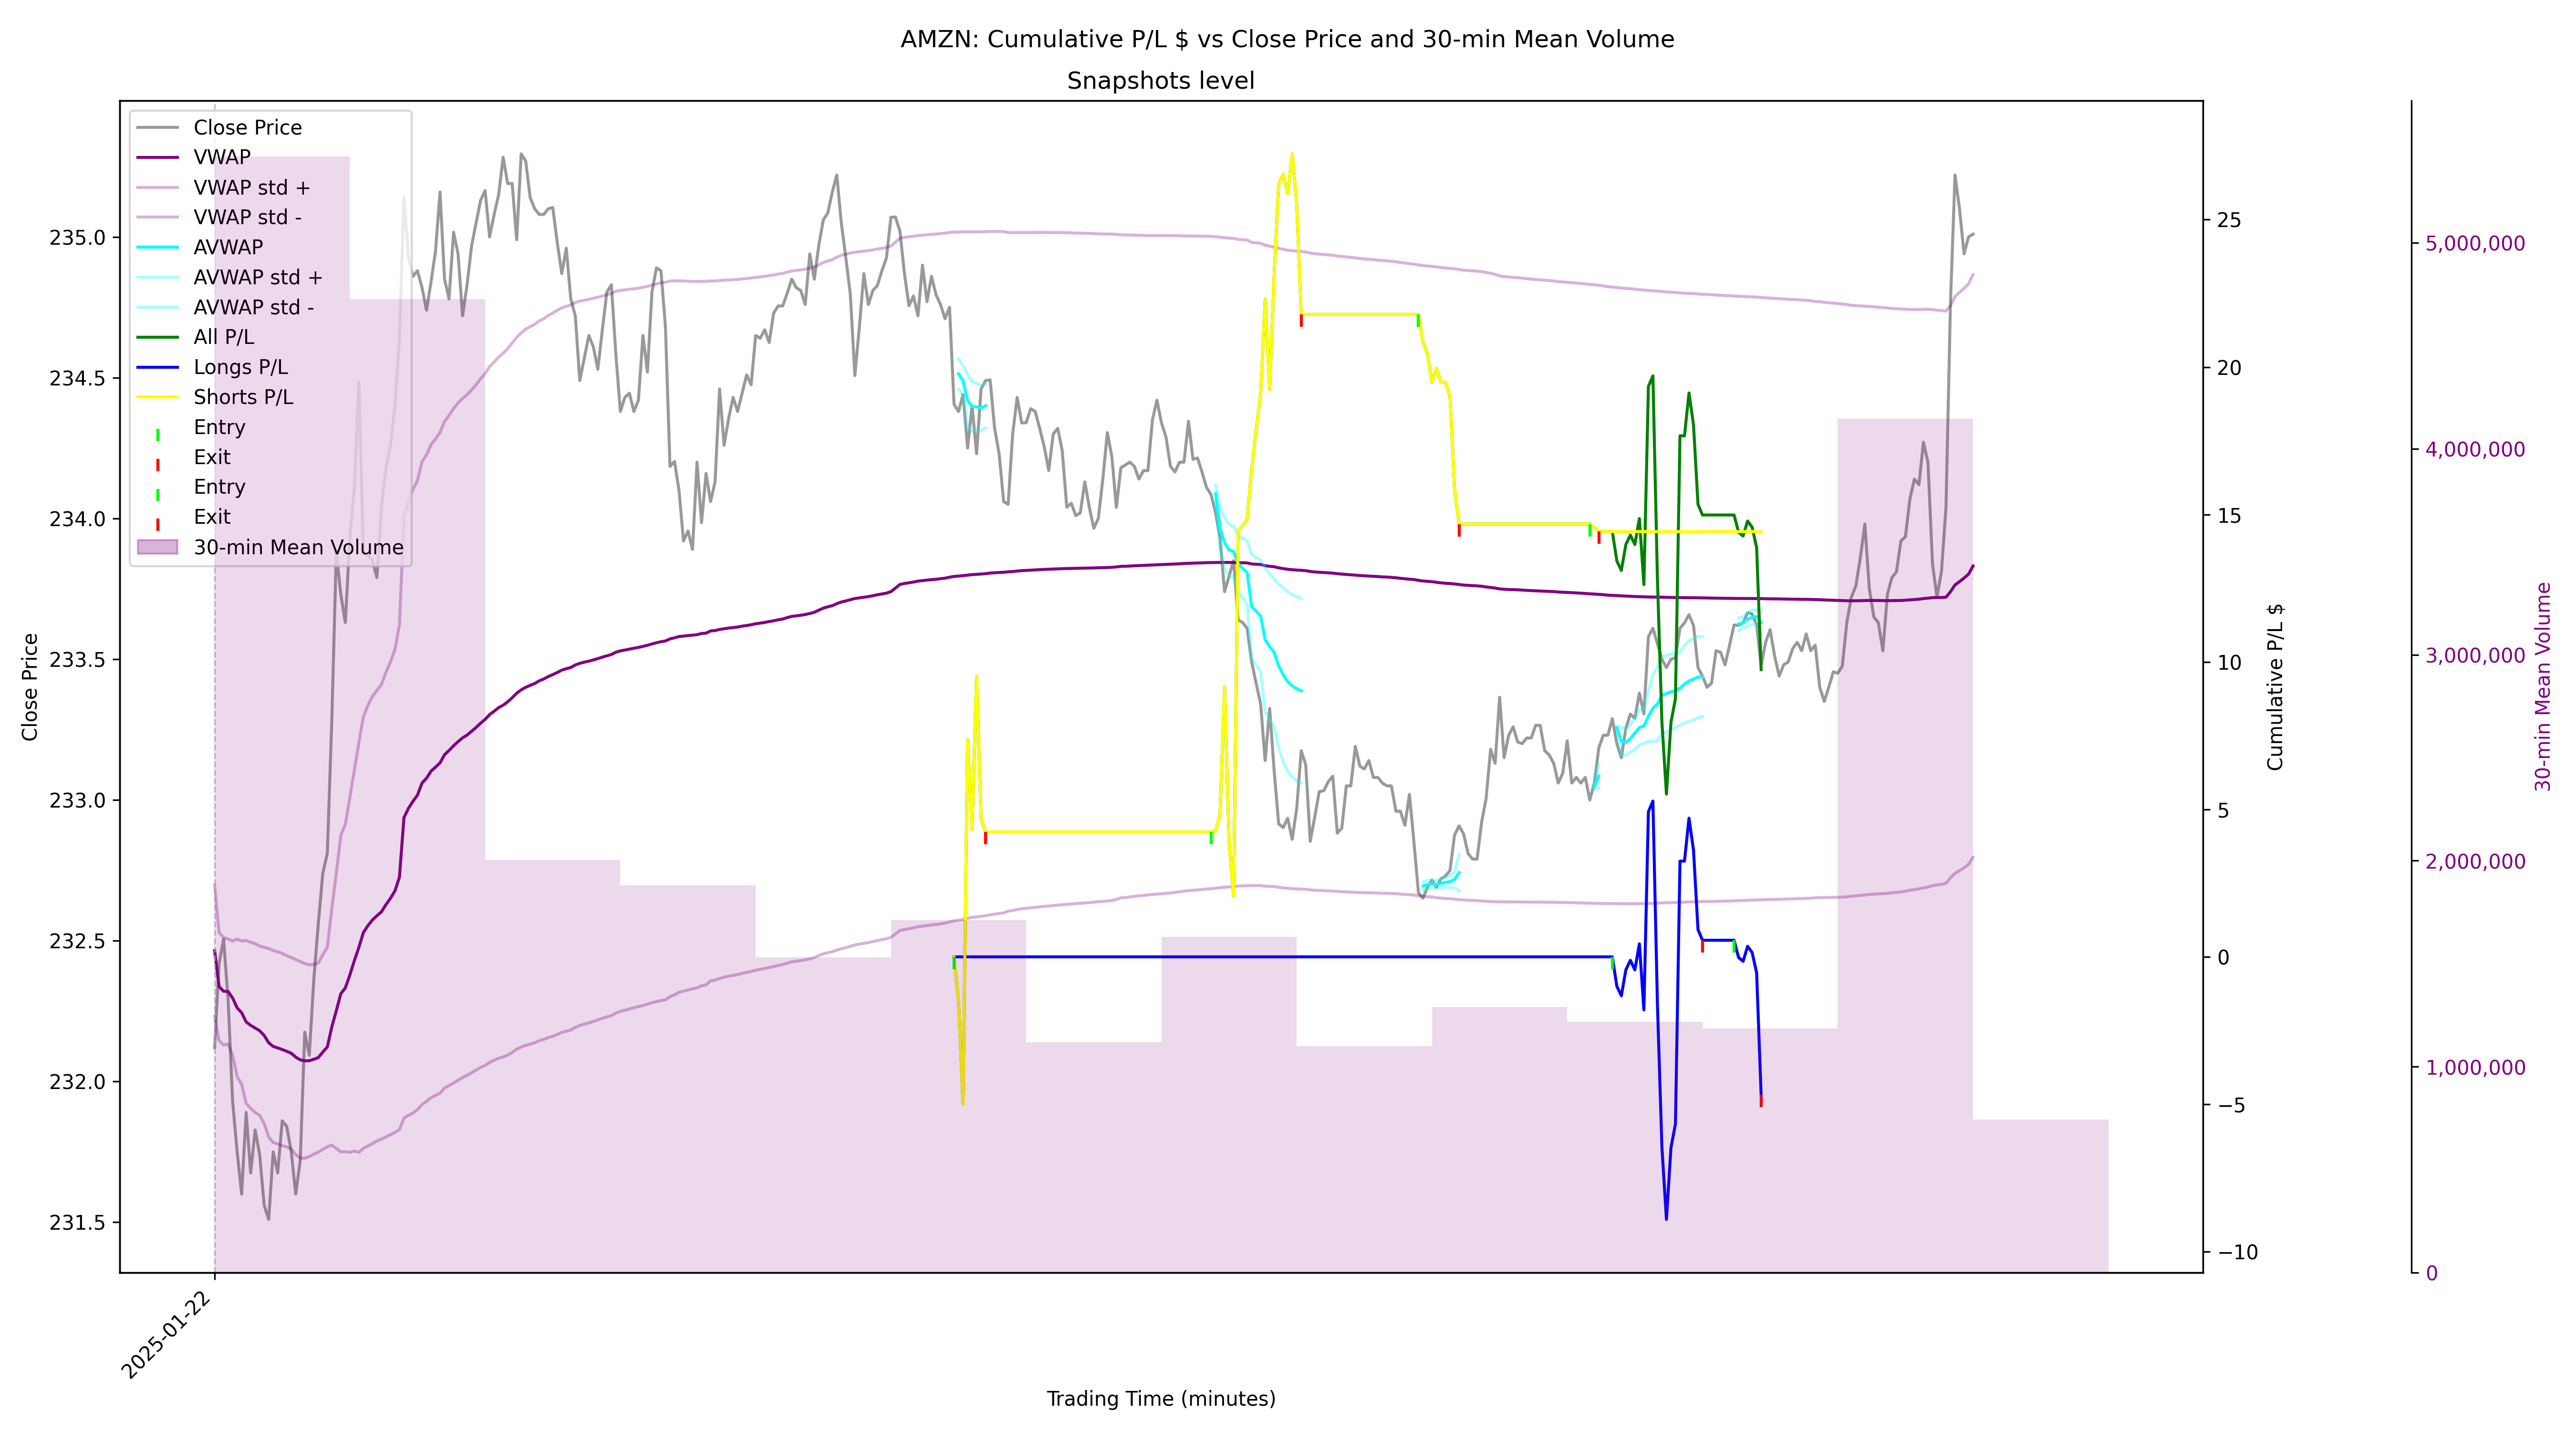 AMZN: Cumulative P/L $ vs Close Price and 30-min Mean Volume
Snapshots level
Close Price
VWAP
VWAP std +
VWAP std -
AVWAP
AVWAP std +
AVWAP std -
All P/L
Longs P/L
Shorts P/L
Entry
Exit
Entry
Exit
30-min Mean Volume
Close Price
235.0
234.5
234.0
233.5
233.0
232.5
232.0
231.5
25
20
15
10
5
0
−5
−10
Cumulative P/L $
5,000,000
4,000,000
3,000,000
2,000,000
1,000,000
0
30-min Mean Volume
2025-01-22
Trading Time (minutes)